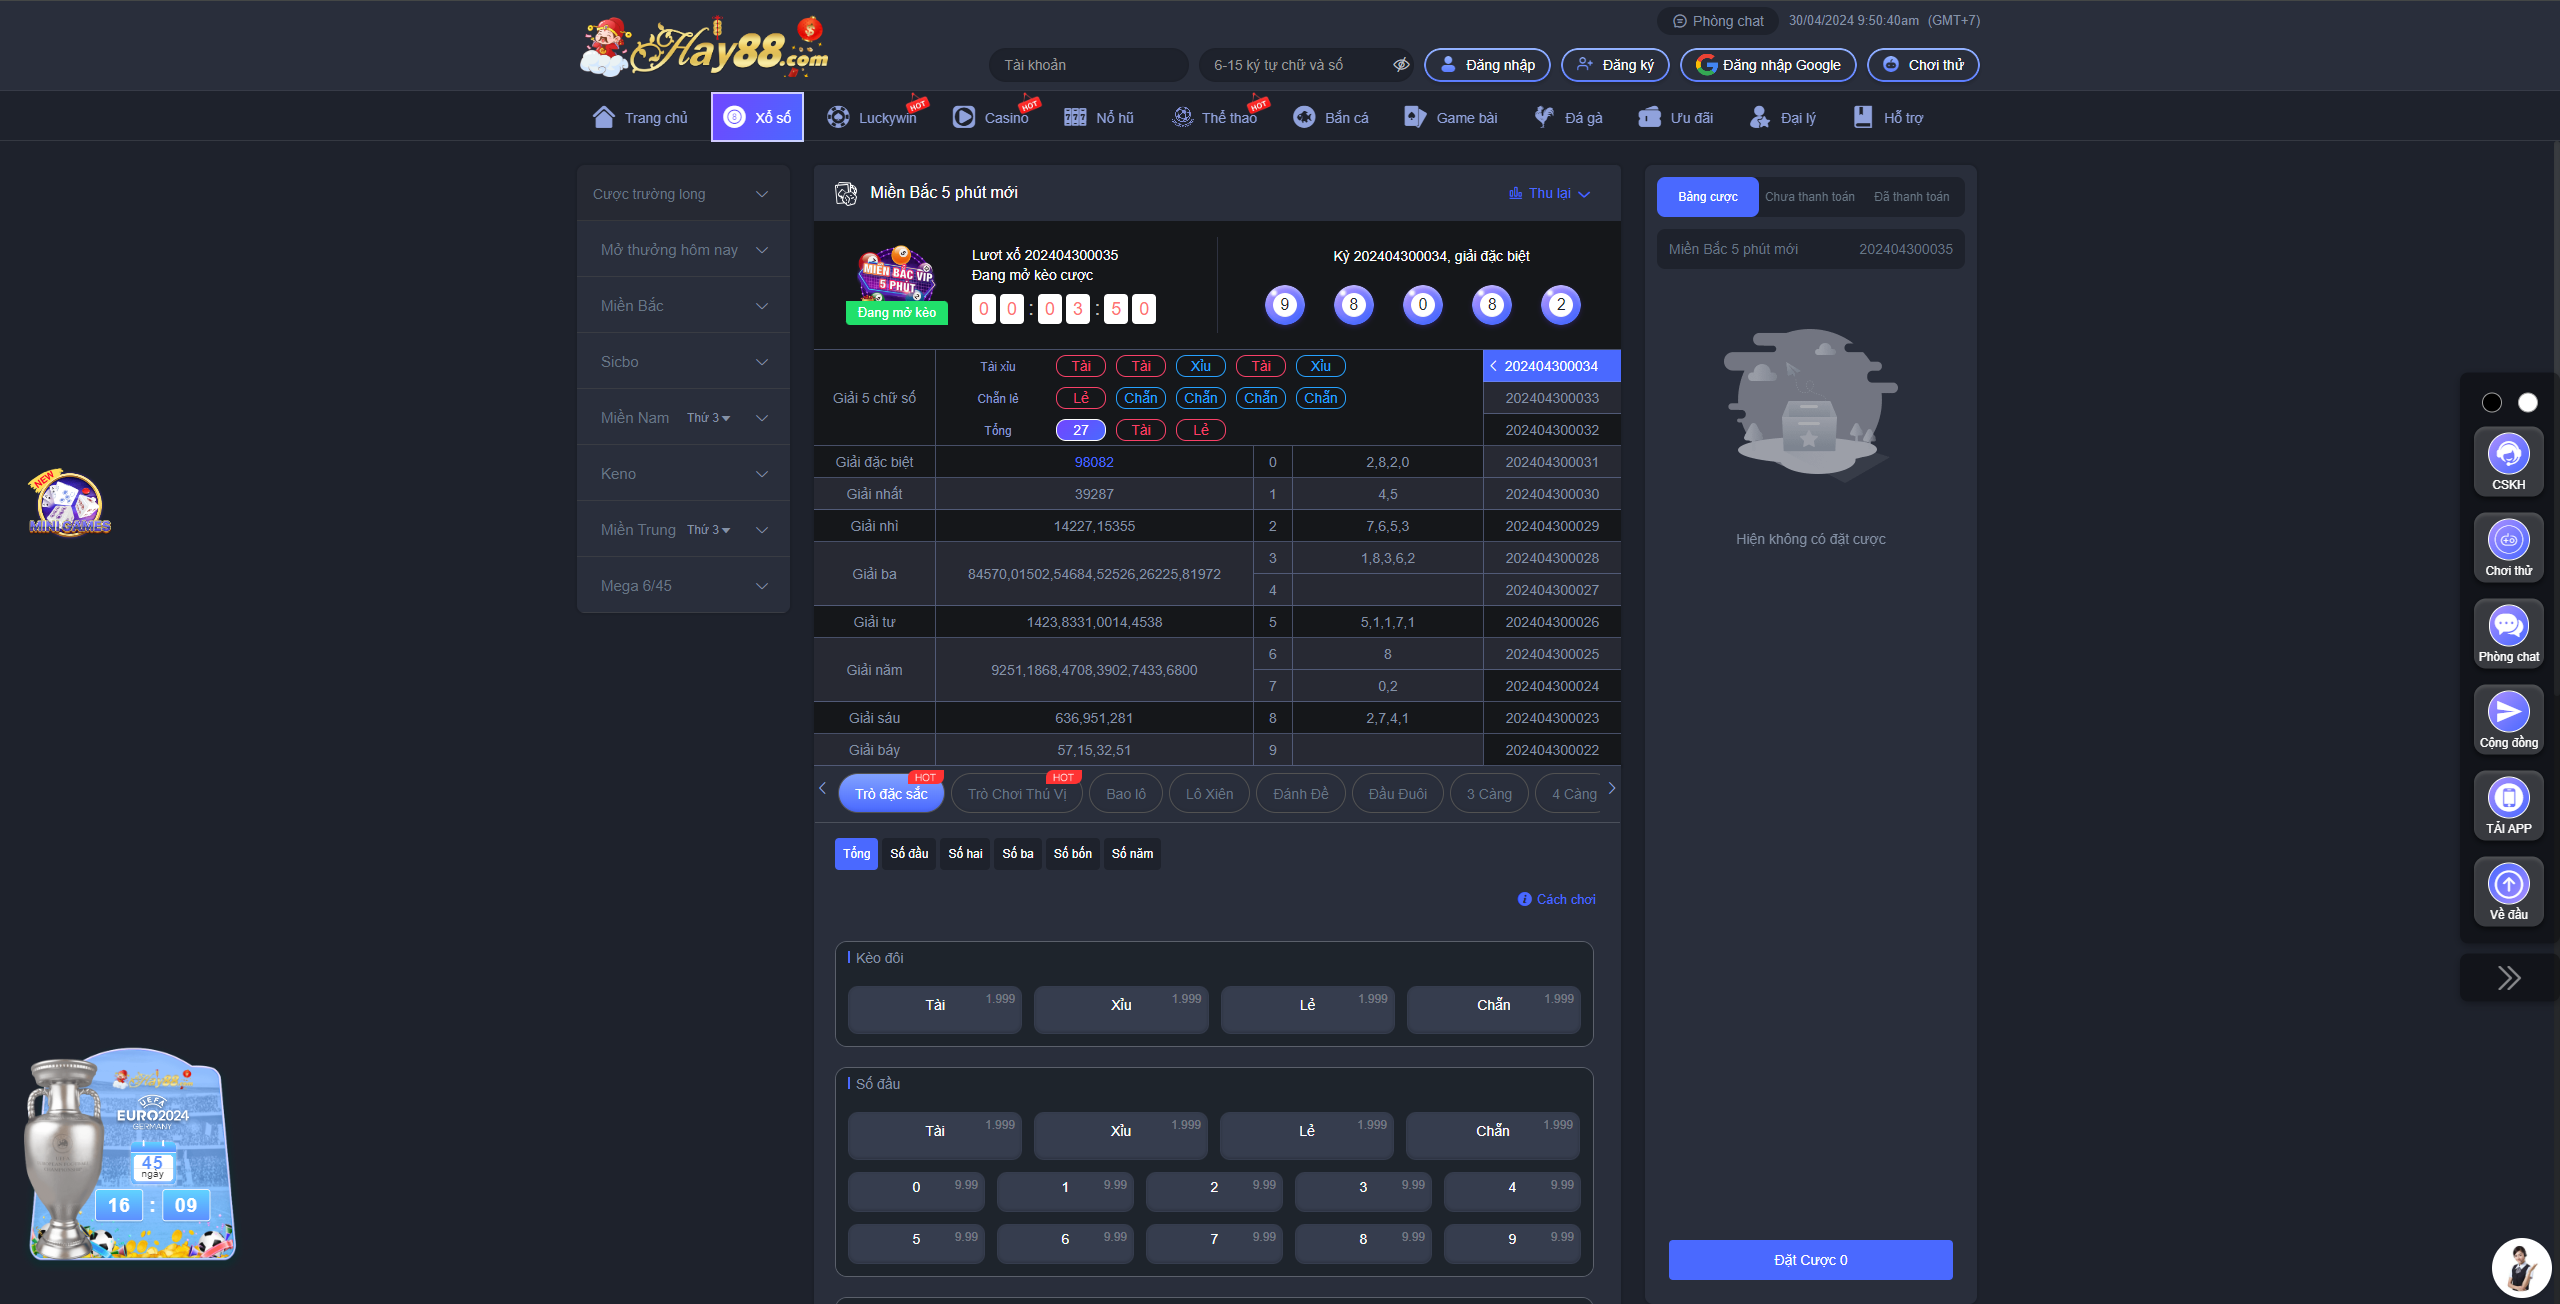 Hay88.com
Phòng chat 30/04/2024 9:50:40am (GMT+7)
Tài khoản 6-15 ký tự chữ và số Đăng nhập Đăng ký Đăng nhập Google Chơi thử
Trang chủ Xổ số Luckywin HOT Casino HOT Nổ hũ Thể thao HOT Bắn cá Game bài Đá gà Ưu đãi Đại lý Hỗ trợ
Cược trường long
Mở thưởng hôm nay
Miền Bắc
Sicbo
Miền Nam Thứ 3
Keno
Miền Trung Thứ 3
Mega 6/45
Miền Bắc 5 phút mới Thu lại
MIỀN BẮC VIP
5 PHÚT
Đang mở kèo
Lượt xổ 202404300035
Đang mở kèo cược
00:03:50
Kỳ 202404300034, giải đặc biệt
9 8 0 8 2
Giải 5 chữ số
Tài xỉu Tài Tài Xỉu Tài Xỉu
Chẵn lẻ Lẻ Chẵn Chẵn Chẵn Chẵn
Tổng 27 Tài Lẻ
Giải đặc biệt 98082 0 2,8,2,0
Giải nhất 39287 1 4,5
Giải nhì 14227,15355 2 7,6,5,3
Giải ba 84570,01502,54684,52526,26225,81972 3 1,8,3,6,2
4
Giải tư 1423,8331,0014,4538 5 5,1,1,7,1
Giải năm 9251,1868,4708,3902,7433,6800 6 8
7 0,2
Giải sáu 636,951,281 8 2,7,4,1
Giải bảy 57,15,32,51 9
202404300034
202404300033
202404300032
202404300031
202404300030
202404300029
202404300028
202404300027
202404300026
202404300025
202404300024
202404300023
202404300022
Trò đặc sắc HOT Trò Chơi Thú Vị HOT Bao lô Lô Xiên Đánh Đề Đầu Đuôi 3 Càng 4 Càng
Tổng Số đầu Số hai Số ba Số bốn Số năm
Cách chơi
Kèo đôi
Tài 1.999 Xỉu 1.999 Lẻ 1.999 Chẵn 1.999
Số đầu
Tài 1.999 Xỉu 1.999 Lẻ 1.999 Chẵn 1.999
0 9.99 1 9.99 2 9.99 3 9.99 4 9.99
5 9.99 6 9.99 7 9.99 8 9.99 9 9.99
Bảng cược Chưa thanh toán Đã thanh toán
Miền Bắc 5 phút mới 202404300035
Hiện không có đặt cược
Đặt Cược 0
CSKH
Chơi thử
Phòng chat
Cộng đồng
TẢI APP
Về đầu
NEW
MINI GAMES
Hay88
UEFA
EURO2024
GERMANY
45
ngày
16 : 09